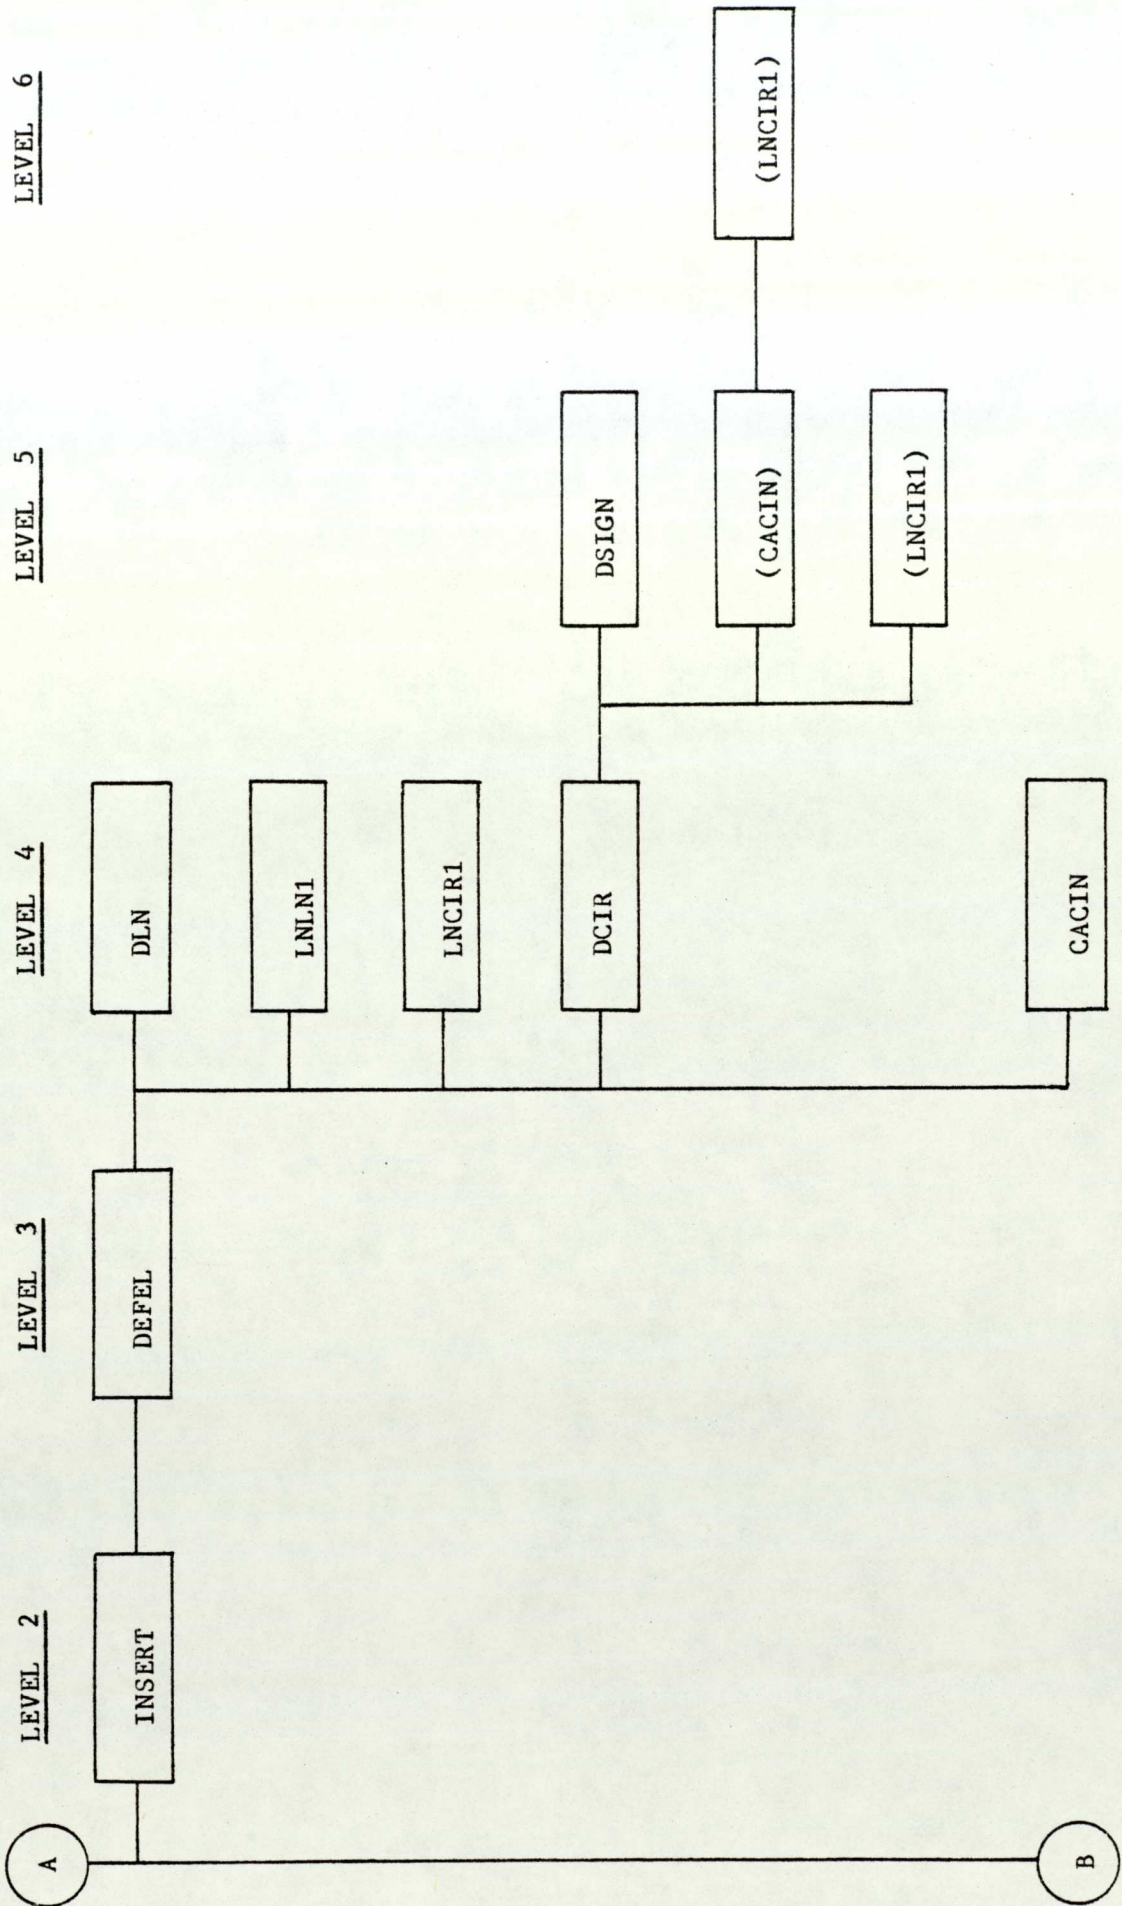 LEVEL 2
LEVEL 3
LEVEL 4
LEVEL 5
LEVEL 6
A
INSERT
DEFEL
DLN
LNLN1
LNCIR1
DCIR
DSIGN
(CACIN)
(LNCIR1)
(LNCIR1)
CACIN
B